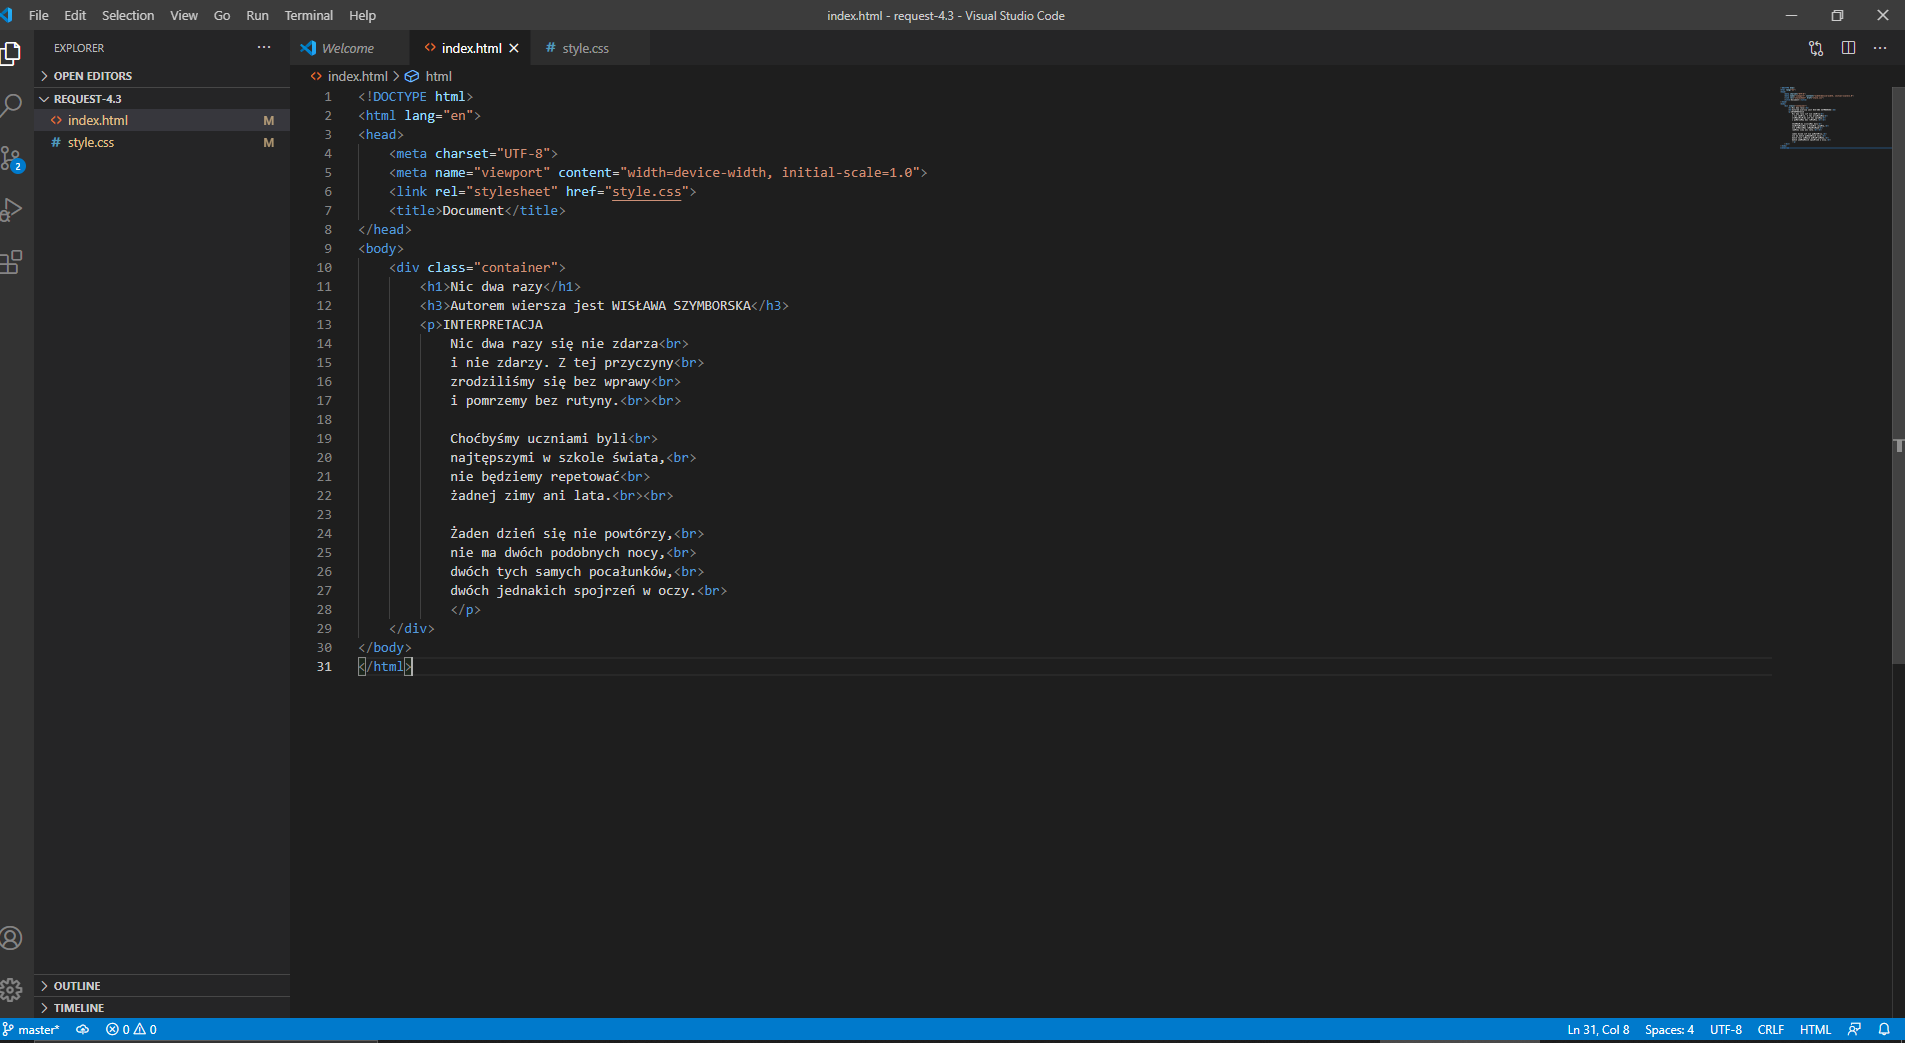 File Edit Selection View Go Run Terminal Help
index.html - request-4.3 - Visual Studio Code
EXPLORER
OPEN EDITORS
REQUEST-4.3
index.html M
style.css M
2
OUTLINE
TIMELINE
Welcome
index.html
style.css
index.html > html
1 <!DOCTYPE html>
2 <html lang="en">
3 <head>
4 <meta charset="UTF-8">
5 <meta name="viewport" content="width=device-width, initial-scale=1.0">
6 <link rel="stylesheet" href="style.css">
7 <title>Document</title>
8 </head>
9 <body>
10 <div class="container">
11 <h1>Nic dwa razy</h1>
12 <h3>Autorem wiersza jest WISŁAWA SZYMBORSKA</h3>
13 <p>INTERPRETACJA
14 Nic dwa razy się nie zdarza<br>
15 i nie zdarzy. Z tej przyczyny<br>
16 zrodziliśmy się bez wprawy<br>
17 i pomrzemy bez rutyny.<br><br>
18
19 Choćbyśmy uczniami byli<br>
20 najtępszymi w szkole świata,<br>
21 nie będziemy repetować<br>
22 żadnej zimy ani lata.<br><br>
23
24 Żaden dzień się nie powtórzy,<br>
25 nie ma dwóch podobnych nocy,<br>
26 dwóch tych samych pocałunków,<br>
27 dwóch jednakich spojrzeń w oczy.<br>
28 </p>
29 </div>
30 </body>
31 </html>
master* 0 0
Ln 31, Col 8 Spaces: 4 UTF-8 CRLF HTML